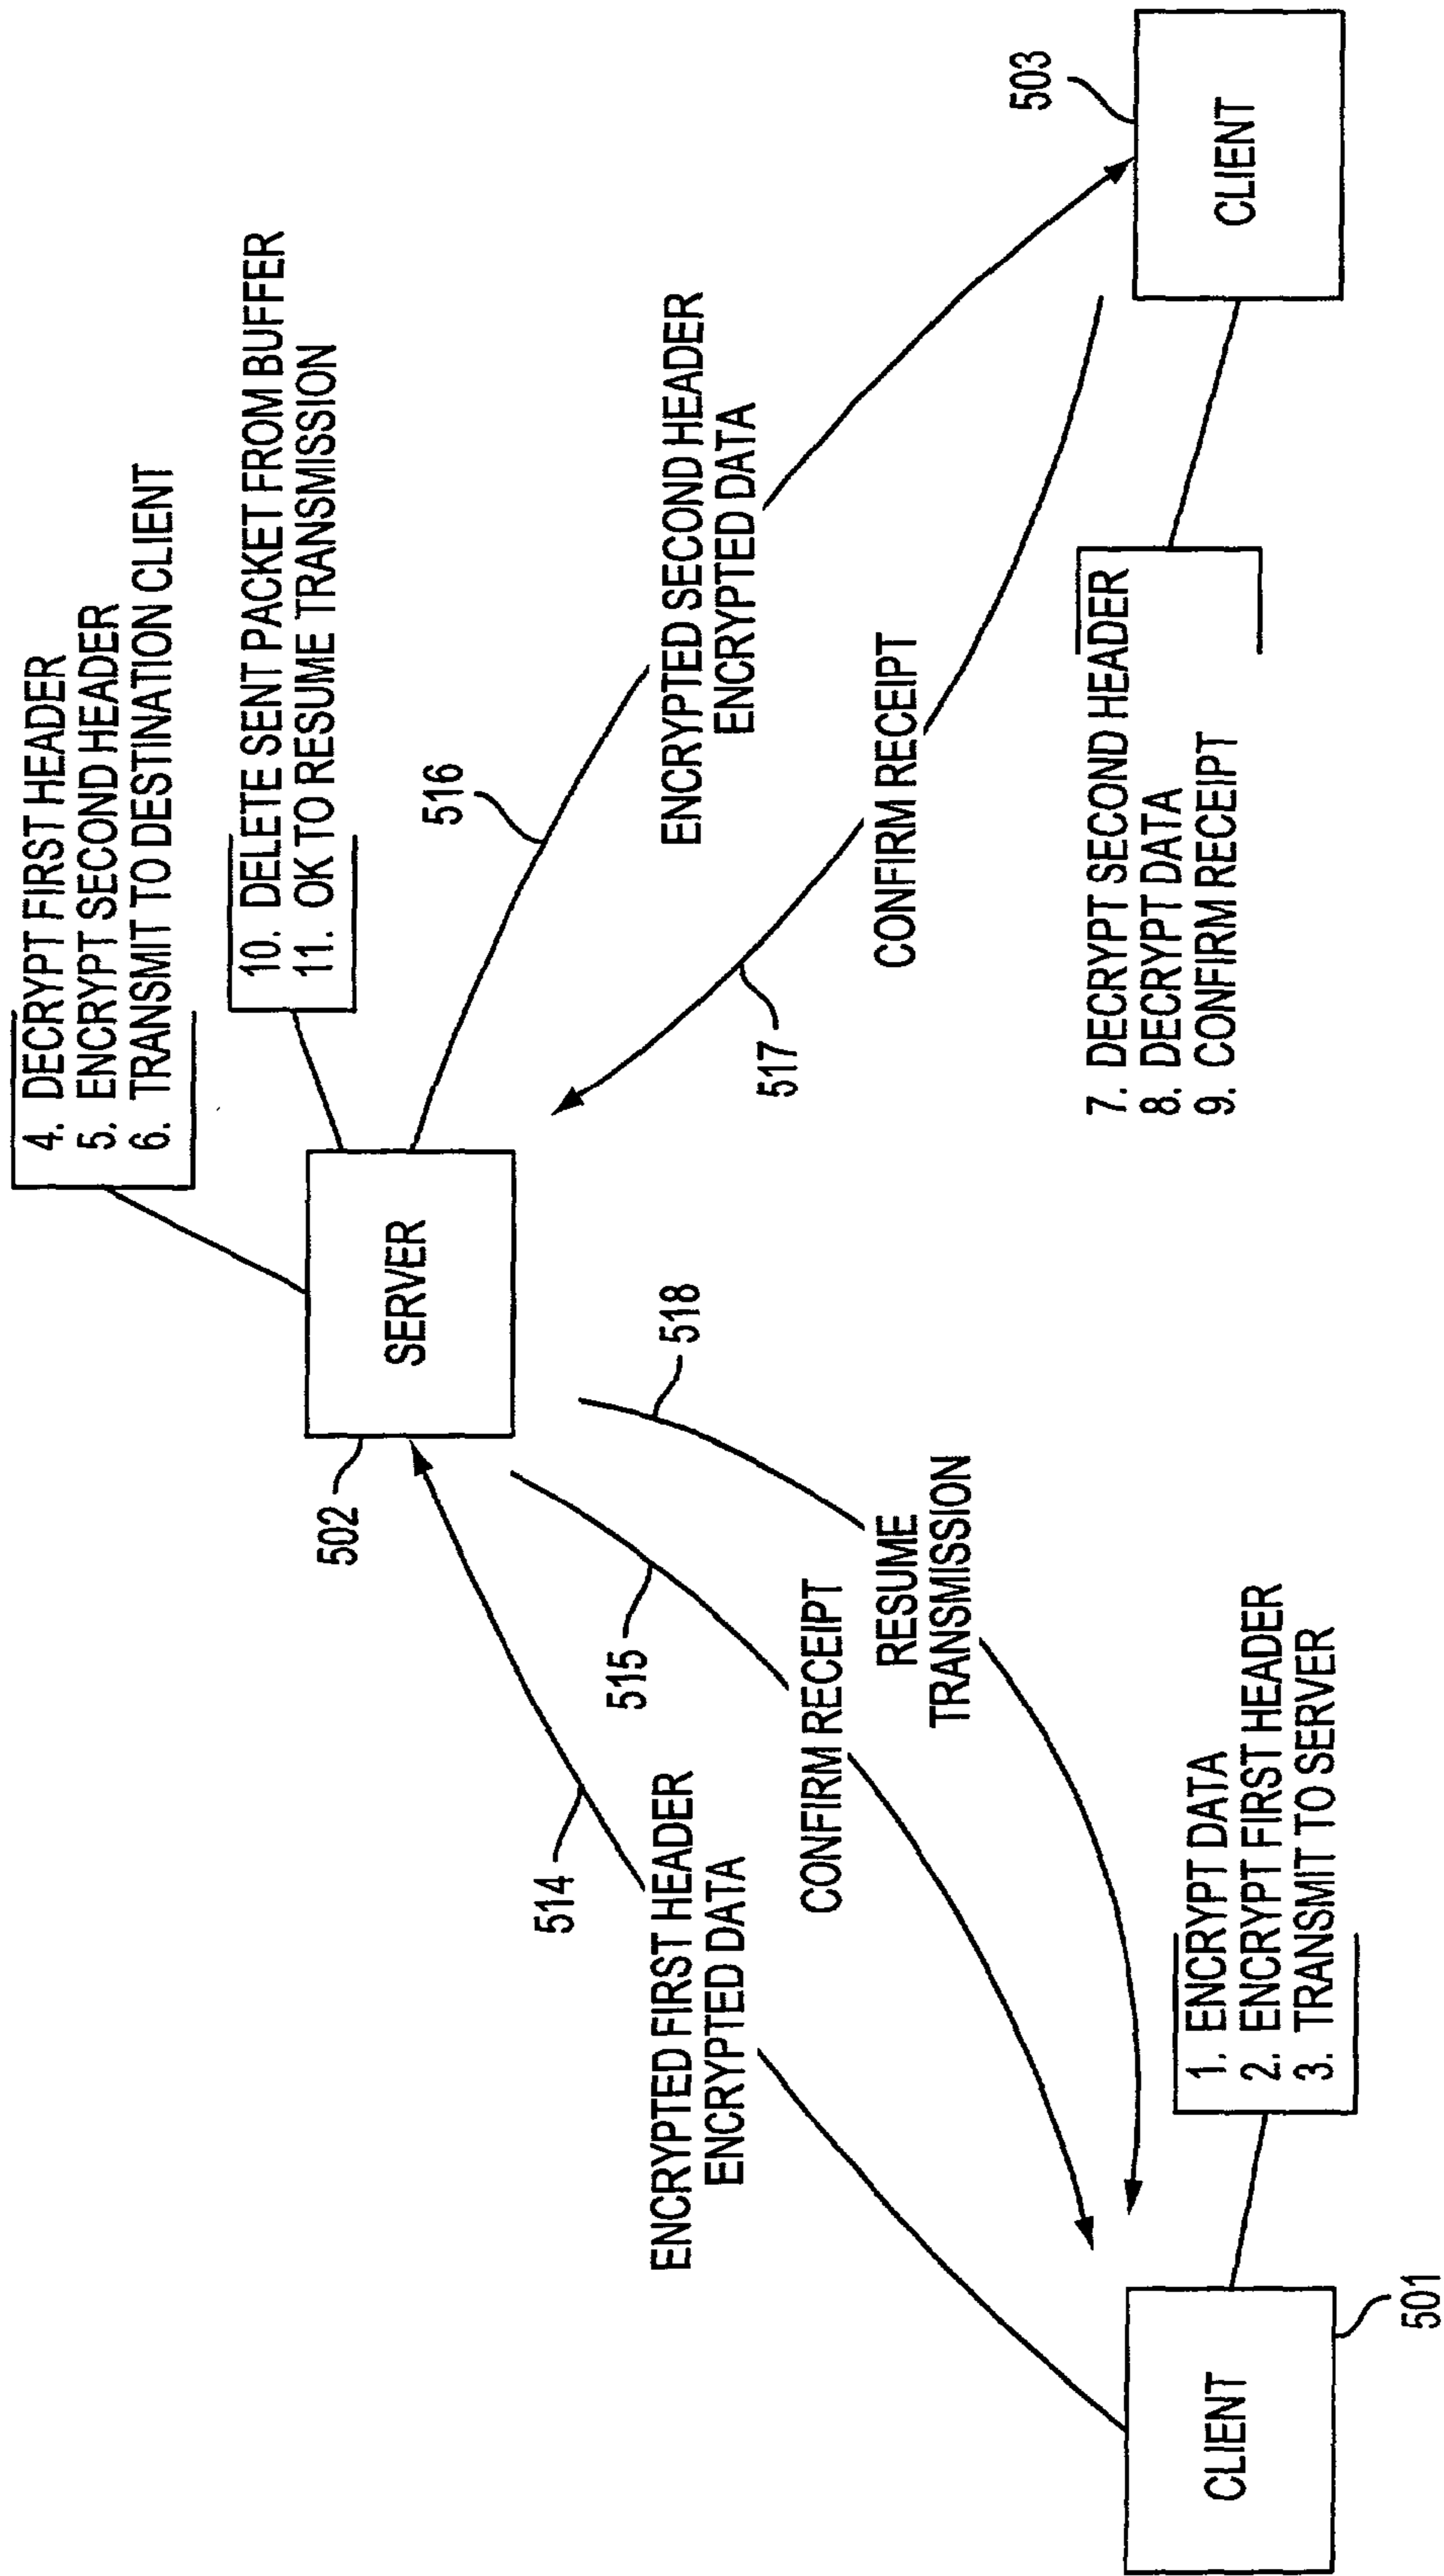 4. DECRYPT FIRST HEADER
5. ENCRYPT SECOND HEADER
6. TRANSMIT TO DESTINATION CLIENT
10. DELETE SENT PACKET FROM BUFFER
11. OK TO RESUME TRANSMISSION
SERVER
502
514
ENCRYPTED FIRST HEADER
ENCRYPTED DATA
515
CONFIRM RECEIPT
518
RESUME
TRANSMISSION
516
ENCRYPTED SECOND HEADER
ENCRYPTED DATA
517
CONFIRM RECEIPT
503
CLIENT
7. DECRYPT SECOND HEADER
8. DECRYPT DATA
9. CONFIRM RECEIPT
1. ENCRYPT DATA
2. ENCRYPT FIRST HEADER
3. TRANSMIT TO SERVER
CLIENT
501